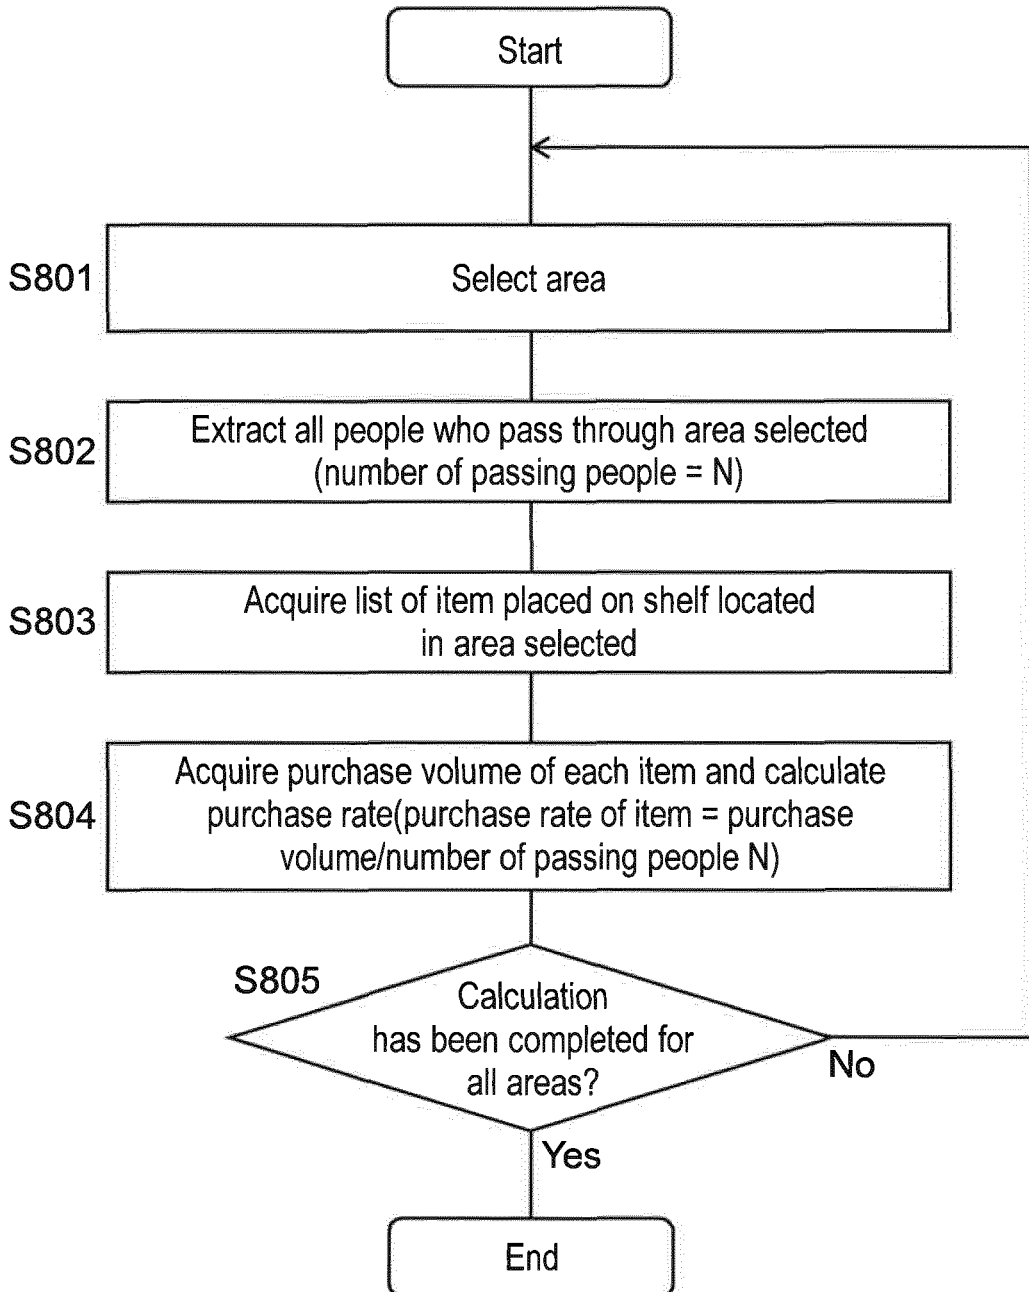 Start
S801
Select area
S802
Extract all people who pass through area selected
(number of passing people = N)
S803
Acquire list of item placed on shelf located
in area selected
S804
Acquire purchase volume of each item and calculate
purchase rate(purchase rate of item = purchase
volume/number of passing people N)
S805
Calculation
has been completed for
all areas?
No
Yes
End